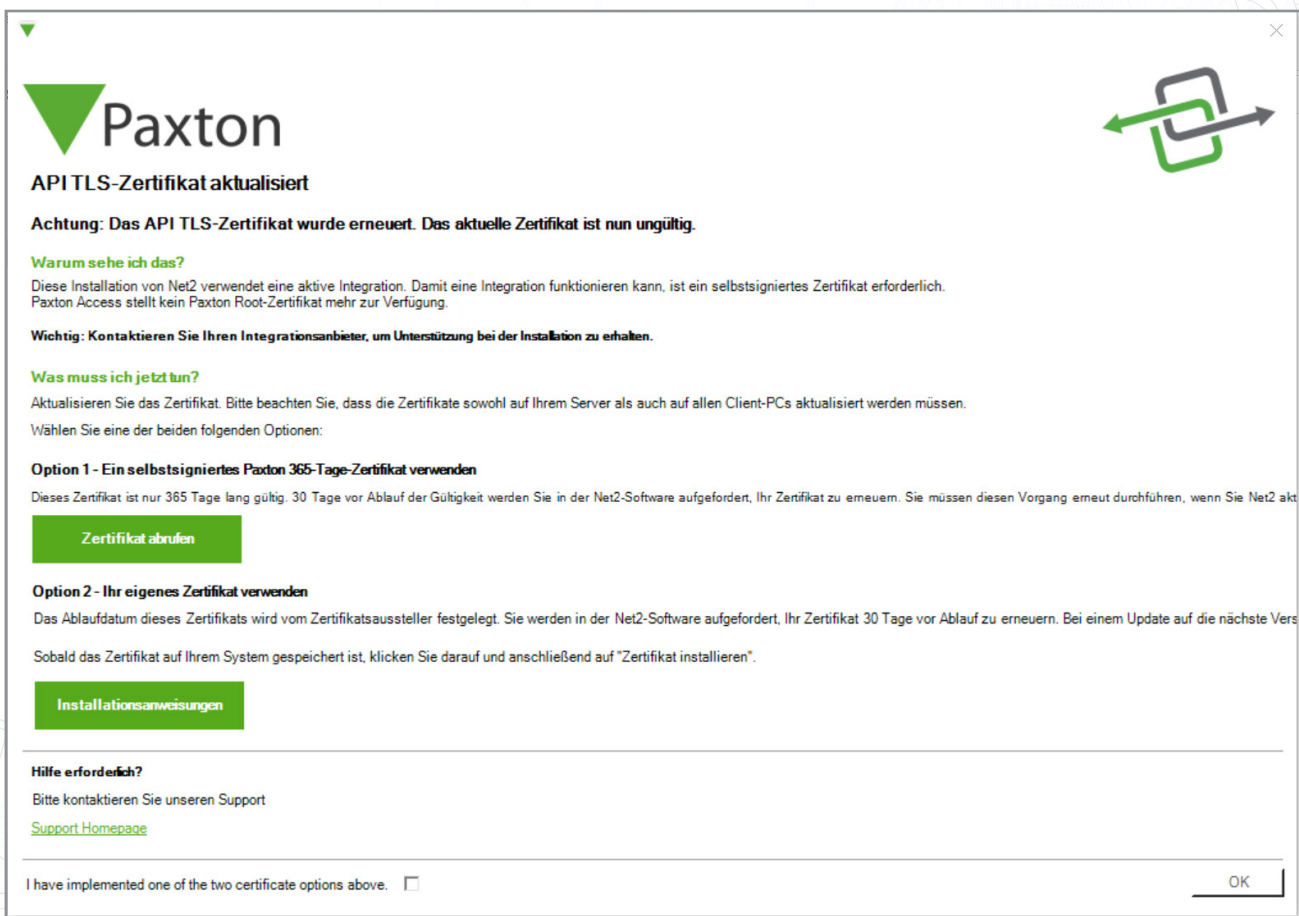 Paxton
API TLS-Zertifikat aktualisiert
Achtung: Das API TLS-Zertifikat wurde erneuert. Das aktuelle Zertifikat ist nun ungültig.
Warum sehe ich das?
Diese Installation von Net2 verwendet eine aktive Integration. Damit eine Integration funktionieren kann, ist ein selbstsigniertes Zertifikat erforderlich.
Paxton Access stellt kein Paxton Root-Zertifikat mehr zur Verfügung.
Wichtig: Kontaktieren Sie Ihren Integrationsanbieter, um Unterstützung bei der Installation zu erhalten.
Was muss ich jetzt tun?
Aktualisieren Sie das Zertifikat. Bitte beachten Sie, dass die Zertifikate sowohl auf Ihrem Server als auch auf allen Client-PCs aktualisiert werden müssen.
Wählen Sie eine der beiden folgenden Optionen:
Option 1 - Ein selbstsigniertes Paxton 365-Tage-Zertifikat verwenden
Dieses Zertifikat ist nur 365 Tage lang gültig. 30 Tage vor Ablauf der Gültigkeit werden Sie in der Net2-Software aufgefordert, Ihr Zertifikat zu erneuern. Sie müssen diesen Vorgang erneut durchführen, wenn Sie Net2 akt
Zertifikat abrufen
Option 2 - Ihr eigenes Zertifikat verwenden
Das Ablaufdatum dieses Zertifikats wird vom Zertifikatsaussteller festgelegt. Sie werden in der Net2-Software aufgefordert, Ihr Zertifikat 30 Tage vor Ablauf zu erneuern. Bei einem Update auf die nächste Vers
Sobald das Zertifikat auf Ihrem System gespeichert ist, klicken Sie darauf und anschließend auf "Zertifikat installieren".
Installationsanweisungen
Hilfe erforderlich?
Bitte kontaktieren Sie unseren Support
Support Homepage
I have implemented one of the two certificate options above.
OK